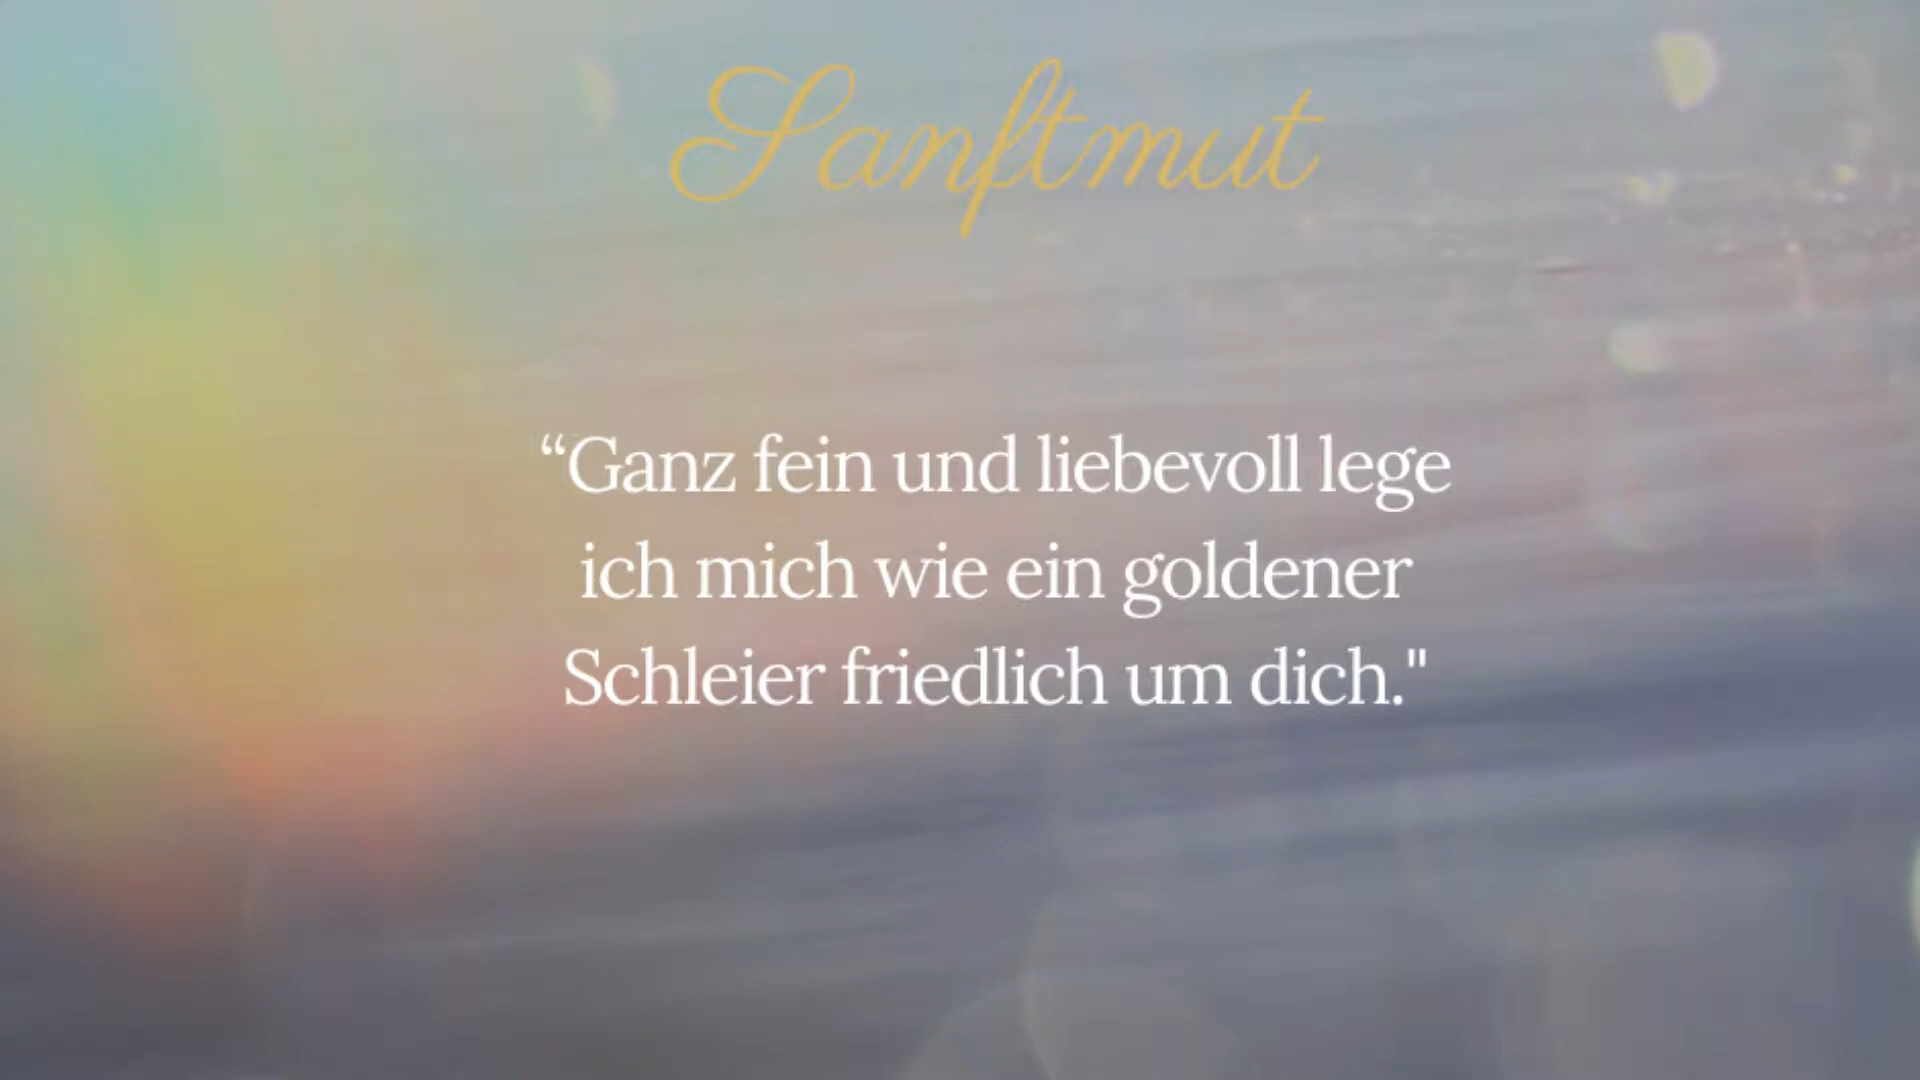 Sanftmut
“Ganz fein und liebevoll lege
ich mich wie ein goldener
Schleier friedlich um dich."